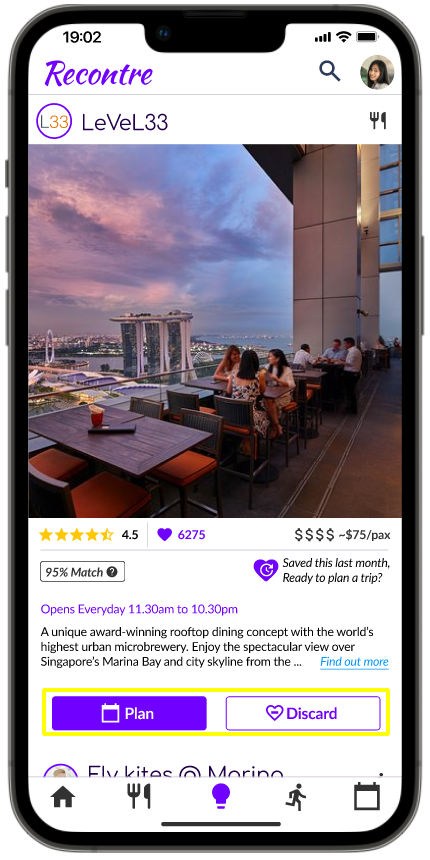 19:02
Recontre
L33 LeVeL33
4.5 6275 $$$$ ~$75/pax
95% Match ?
Saved this last month,
Ready to plan a trip?
Opens Everyday 11.30am to 10.30pm
A unique award-winning rooftop dining concept with the world's
highest urban microbrewery. Enjoy the spectacular view over
Singapore's Marina Bay and city skyline from the ... Find out more
Plan Discard
Fly kites @ Marina